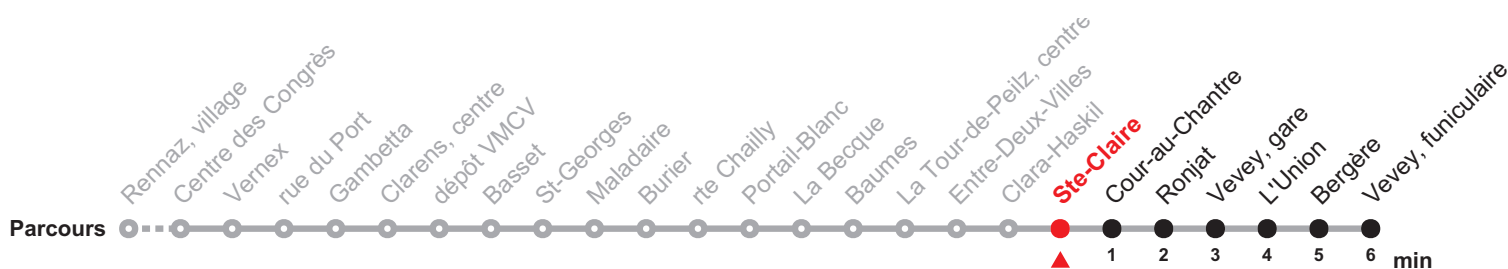 Parcours
Rennaz, village
Centre des Congrès
Vernex
rue du Port
Gambetta
Clarens, centre
dépôt VMCV
Basset
St-Georges
Maladaire
Burier
rte Chailly
Portail-Blanc
La Becque
Baumes
La Tour-de-Peilz, centre
Entre-Deux-Villes
Clara-Haskil
Ste-Claire
Cour-au-Chantre
Ronjat
Vevey, gare
L'Union
Bergère
Vevey, funiculaire
1 2 3 4 5 6 min